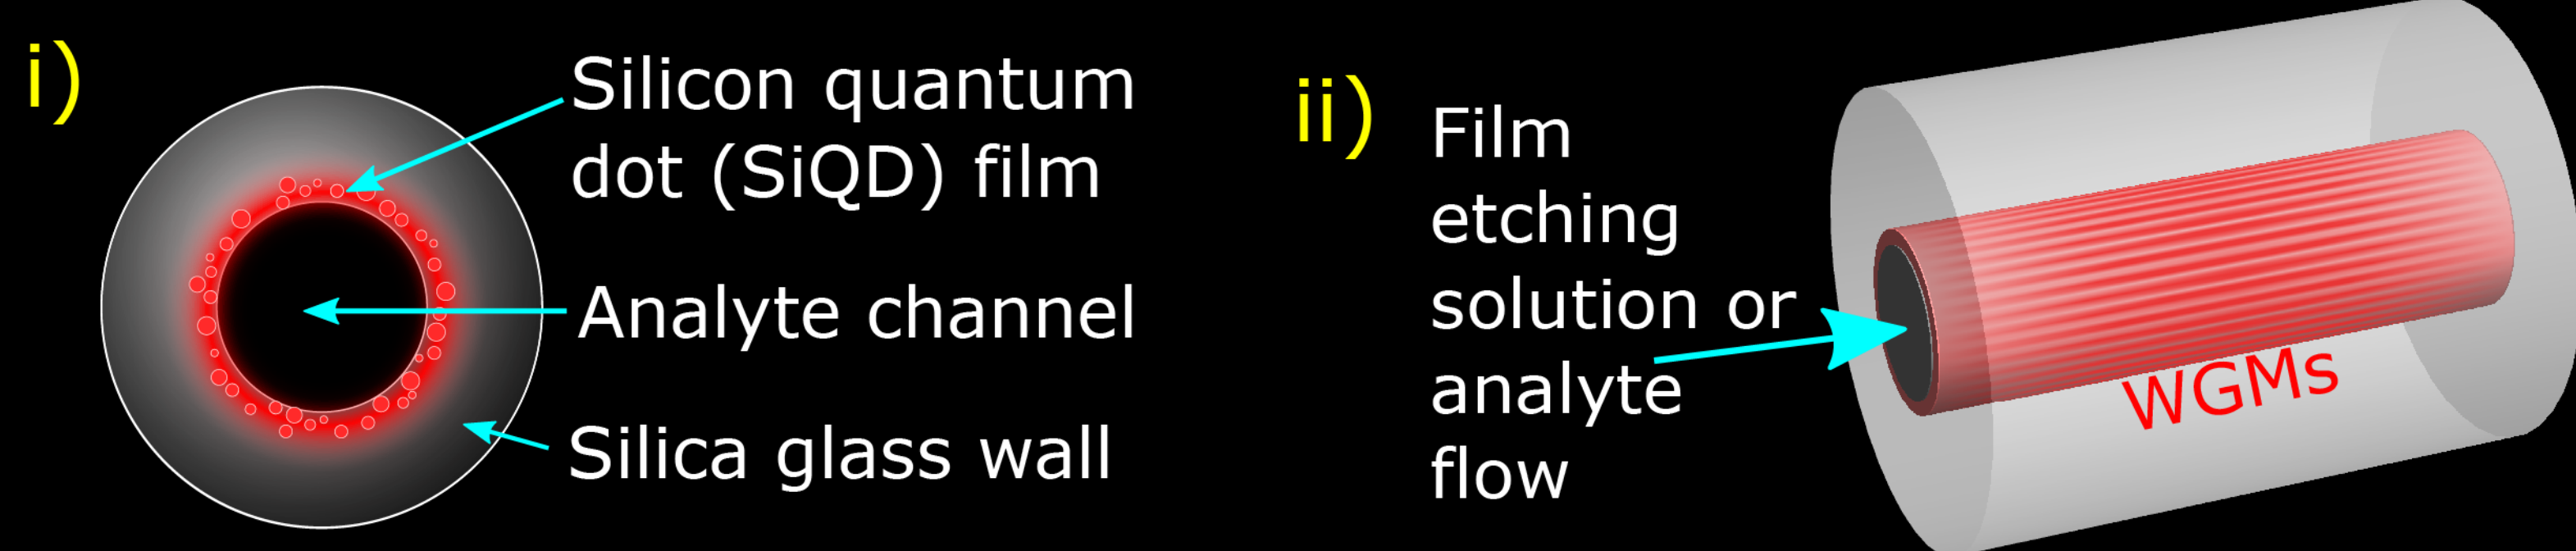 i)
Silicon quantum
dot (SiQD) film
Analyte channel
Silica glass wall
ii)
Film
etching
solution or
analyte
flow
WGMs